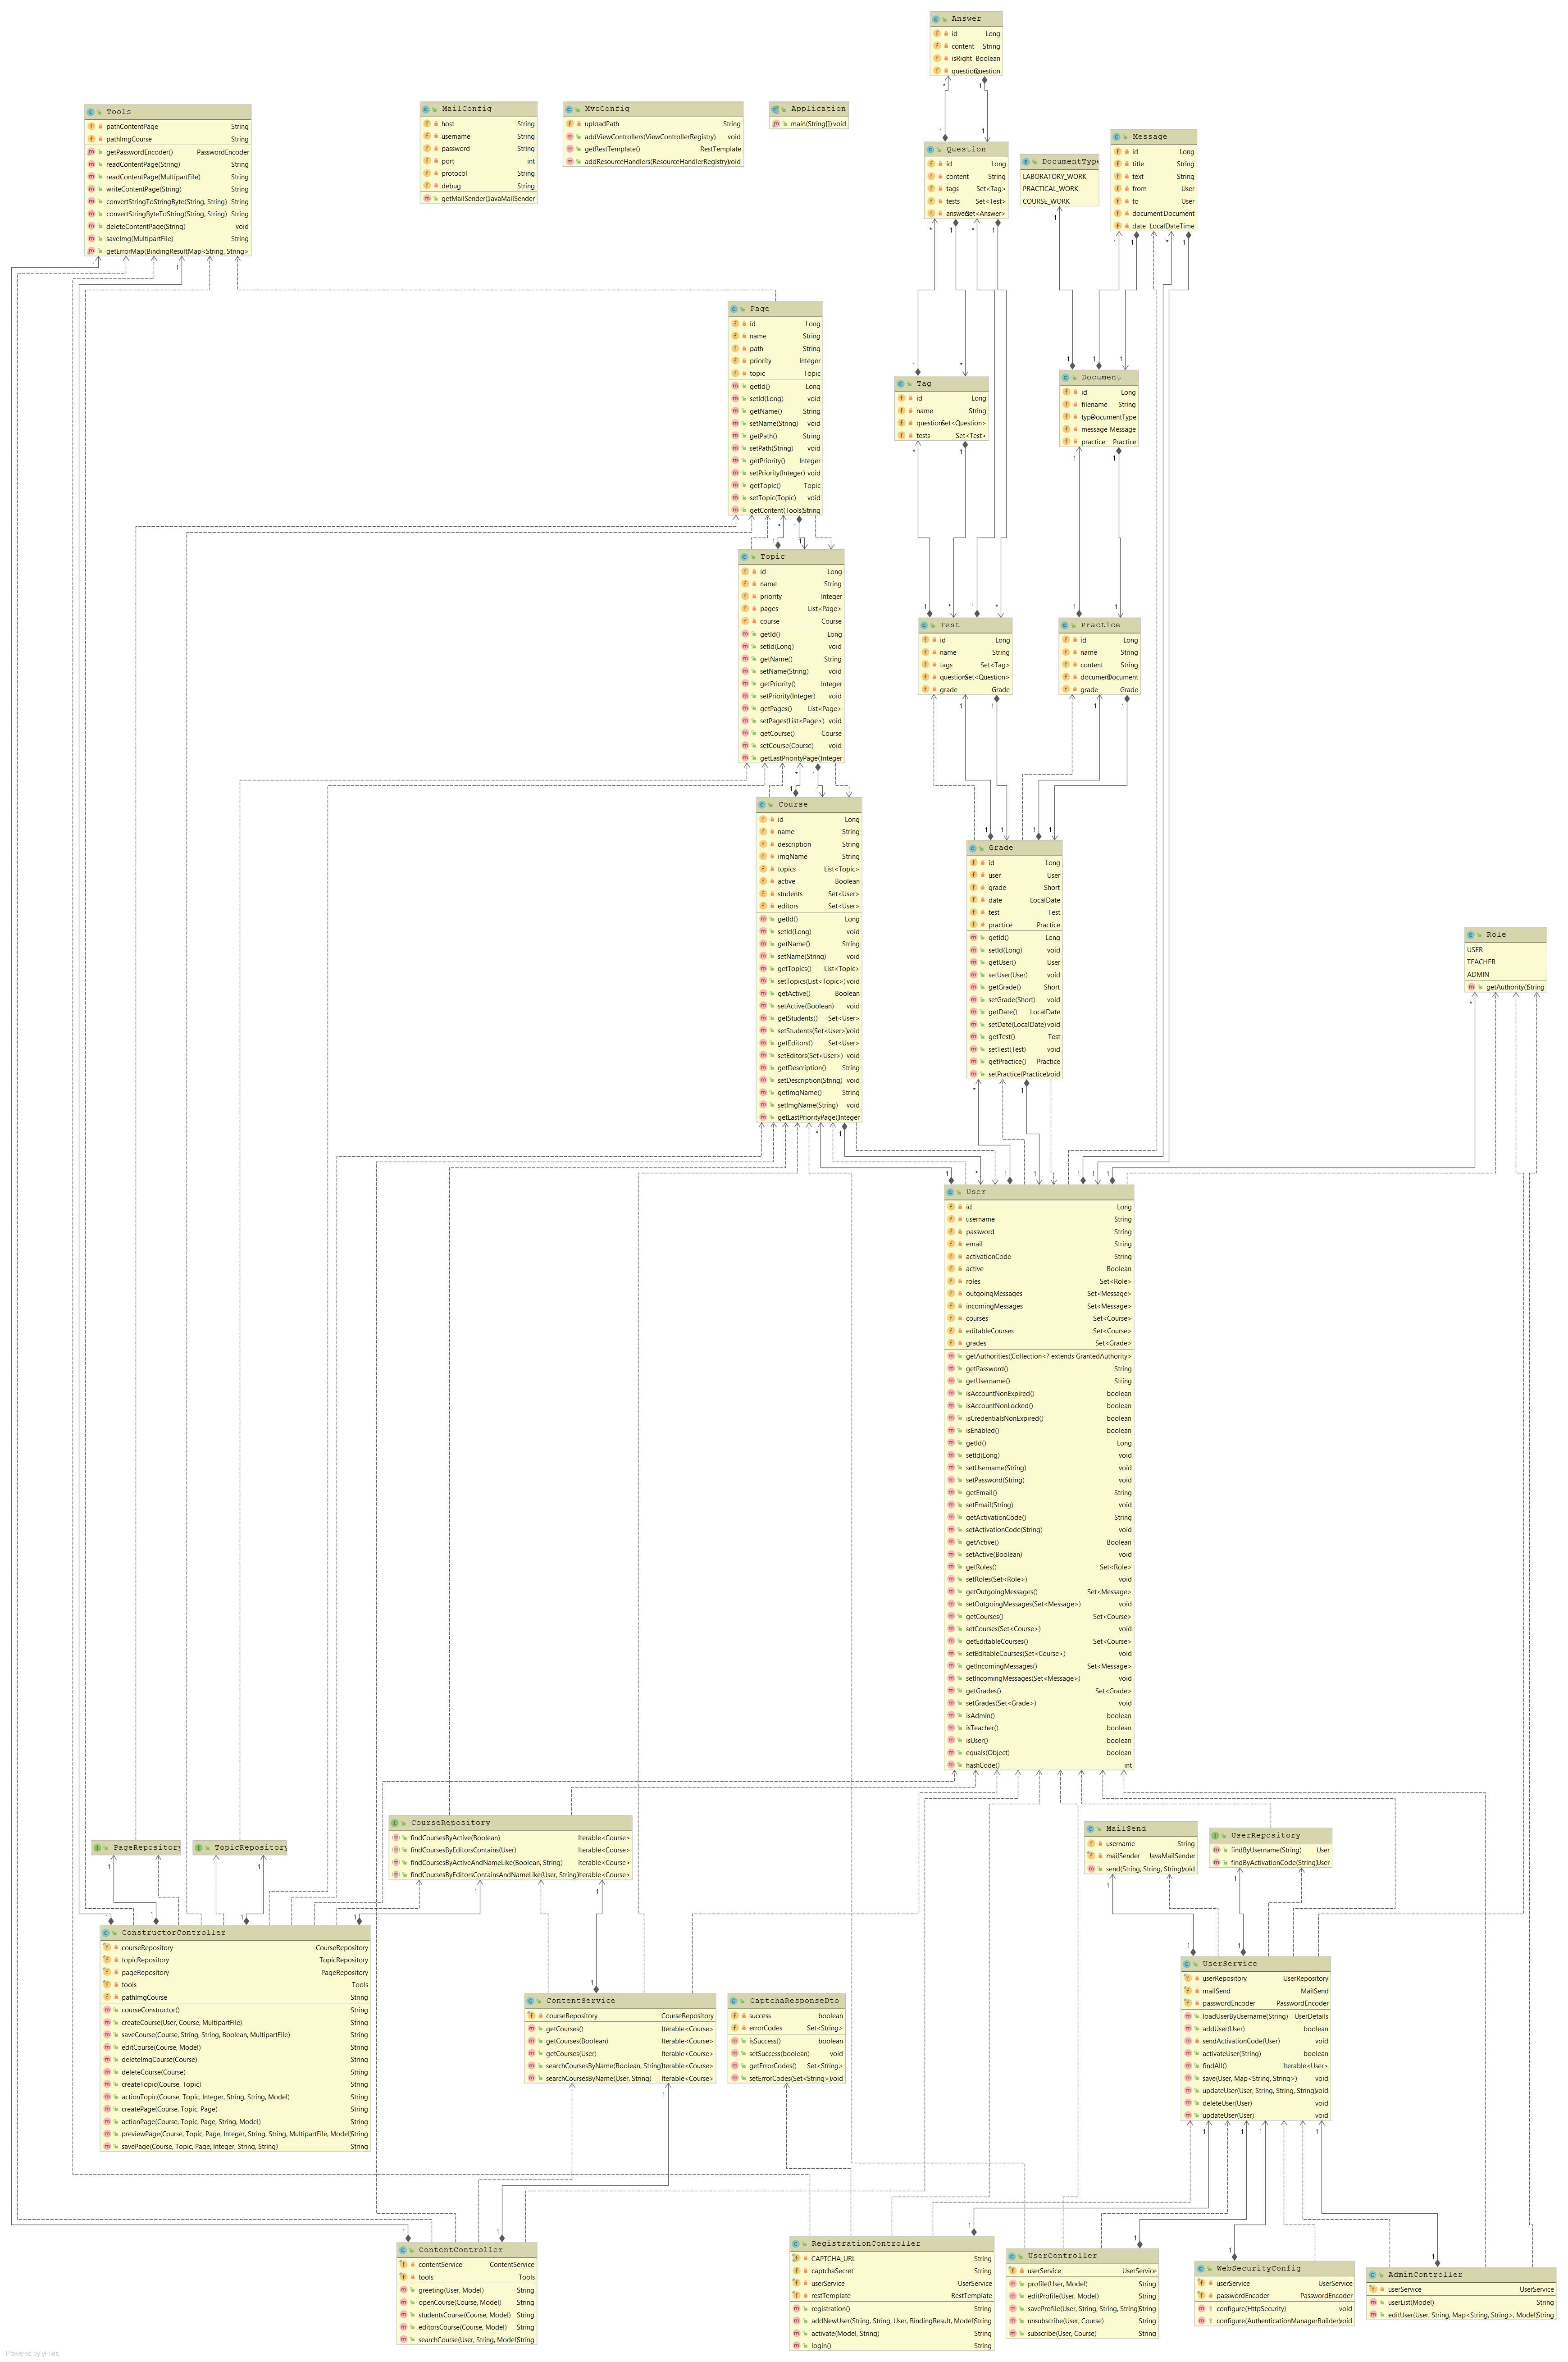 Answer
id Long
content String
isRight Boolean
question Question
Tools
pathContentPage String
pathImgCourse String
getPasswordEncoder() PasswordEncoder
readContentPage(String) String
readContentPage(MultipartFile) String
writeContentPage(String) String
convertStringToStringByte(String, String) String
convertStringByteToString(String, String) String
deleteContentPage(String) void
saveImg(MultipartFile) String
getErrorMap(BindingResult) Map<String, String>
MailConfig
host String
username String
password String
port int
protocol String
debug String
getMailSender() JavaMailSender
MvcConfig
uploadPath String
addViewControllers(ViewControllerRegistry) void
getRestTemplate() RestTemplate
addResourceHandlers(ResourceHandlerRegistry) void
Application
main(String[]) void
Question
id Long
content String
tags Set<Tag>
tests Set<Test>
answers Set<Answer>
DocumentType
LABORATORY_WORK
PRACTICAL_WORK
COURSE_WORK
Message
id Long
title String
text String
from User
to User
document Document
date LocalDateTime
Page
id Long
name String
path String
priority Integer
topic Topic
getId() Long
setId(Long) void
getName() String
setName(String) void
getPath() String
setPath(String) void
getPriority() Integer
setPriority(Integer) void
getTopic() Topic
setTopic(Topic) void
getContent(Tools) String
Tag
id Long
name String
questions Set<Question>
tests Set<Test>
Document
id Long
filename String
type DocumentType
message Message
practice Practice
Topic
id Long
name String
priority Integer
pages List<Page>
course Course
getId() Long
setId(Long) void
getName() String
setName(String) void
getPriority() Integer
setPriority(Integer) void
getPages() List<Page>
setPages(List<Page>) void
getCourse() Course
setCourse(Course) void
getLastPriorityPage() Integer
Test
id Long
name String
tags Set<Tag>
questions Set<Question>
grade Grade
Practice
id Long
name String
content String
document Document
grade Grade
Course
id Long
name String
description String
imgName String
topics List<Topic>
active Boolean
students Set<User>
editors Set<User>
getId() Long
setId(Long) void
getName() String
setName(String) void
getTopics() List<Topic>
setTopics(List<Topic>) void
getActive() Boolean
setActive(Boolean) void
getStudents() Set<User>
setStudents(Set<User>) void
getEditors() Set<User>
setEditors(Set<User>) void
getDescription() String
setDescription(String) void
getImgName() String
setImgName(String) void
getLastPriorityPage() Integer
Grade
id Long
user User
grade Short
date LocalDate
test Test
practice Practice
getId() Long
setId(Long) void
getUser() User
setUser(User) void
getGrade() Short
setGrade(Short) void
getDate() LocalDate
setDate(LocalDate) void
getTest() Test
setTest(Test) void
getPractice() Practice
setPractice(Practice) void
Role
USER
TEACHER
ADMIN
getAuthority() String
User
id Long
username String
password String
email String
activationCode String
active Boolean
roles Set<Role>
outgoingMessages Set<Message>
incomingMessages Set<Message>
courses Set<Course>
editableCourses Set<Course>
grades Set<Grade>
getAuthorities() Collection<? extends GrantedAuthority>
getPassword() String
getUsername() String
isAccountNonExpired() boolean
isAccountNonLocked() boolean
isCredentialsNonExpired() boolean
isEnabled() boolean
getId() Long
setId(Long) void
setUsername(String) void
setPassword(String) void
getEmail() String
setEmail(String) void
getActivationCode() String
setActivationCode(String) void
getActive() Boolean
setActive(Boolean) void
getRoles() Set<Role>
setRoles(Set<Role>) void
getOutgoingMessages() Set<Message>
setOutgoingMessages(Set<Message>) void
getCourses() Set<Course>
setCourses(Set<Course>) void
getEditableCourses() Set<Course>
setEditableCourses(Set<Course>) void
getIncomingMessages() Set<Message>
setIncomingMessages(Set<Message>) void
getGrades() Set<Grade>
setGrades(Set<Grade>) void
isAdmin() boolean
isTeacher() boolean
isUser() boolean
equals(Object) boolean
hashCode() int
PageRepository
TopicRepository
CourseRepository
findCoursesByActive(Boolean) Iterable<Course>
findCoursesByEditorsContains(User) Iterable<Course>
findCoursesByActiveAndNameLike(Boolean, String) Iterable<Course>
findCoursesByEditorsContainsAndNameLike(User, String) Iterable<Course>
MailSend
username String
mailSender JavaMailSender
send(String, String, String) void
UserRepository
findByUsername(String) User
findByActivationCode(String) User
ConstructorController
courseRepository CourseRepository
topicRepository TopicRepository
pageRepository PageRepository
tools Tools
pathImgCourse String
courseConstructor() String
createCourse(User, Course, MultipartFile) String
saveCourse(Course, String, String, Boolean, MultipartFile) String
editCourse(Course, Model) String
deleteImgCourse(Course) String
deleteCourse(Course) String
createTopic(Course, Topic) String
actionTopic(Course, Topic, Integer, String, String, Model) String
createPage(Course, Topic, Page) String
actionPage(Course, Topic, Page, String, Model) String
previewPage(Course, Topic, Page, Integer, String, String, MultipartFile, Model) String
savePage(Course, Topic, Page, Integer, String, String) String
ContentService
courseRepository CourseRepository
getCourses() Iterable<Course>
getCourses(Boolean) Iterable<Course>
getCourses(User) Iterable<Course>
searchCoursesByName(Boolean, String) Iterable<Course>
searchCoursesByName(User, String) Iterable<Course>
CaptchaResponseDto
success boolean
errorCodes Set<String>
isSuccess() boolean
setSuccess(boolean) void
getErrorCodes() Set<String>
setErrorCodes(Set<String>) void
UserService
userRepository UserRepository
mailSend MailSend
passwordEncoder PasswordEncoder
loadUserByUsername(String) UserDetails
addUser(User) boolean
sendActivationCode(User) void
activateUser(String) boolean
findAll() Iterable<User>
save(User, Map<String, String>) void
updateUser(User, String, String, String) void
deleteUser(User) void
updateUser(User) void
ContentController
contentService ContentService
tools Tools
greeting(User, Model) String
openCourse(Course, Model) String
studentsCourse(Course, Model) String
editorsCourse(Course, Model) String
searchCourse(User, String, Model) String
RegistrationController
CAPTCHA_URL String
captchaSecret String
userService UserService
restTemplate RestTemplate
registration() String
addNewUser(String, String, User, BindingResult, Model) String
activate(Model, String) String
login() String
UserController
userService UserService
profile(User, Model) String
editProfile(User, Model) String
saveProfile(User, String, String, String) String
unsubscribe(User, Course) String
subscribe(User, Course) String
WebSecurityConfig
userService UserService
passwordEncoder PasswordEncoder
configure(HttpSecurity) void
configure(AuthenticationManagerBuilder) void
AdminController
userService UserService
userList(Model) String
editUser(User, String, Map<String, String>, Model) String
Powered by yFiles